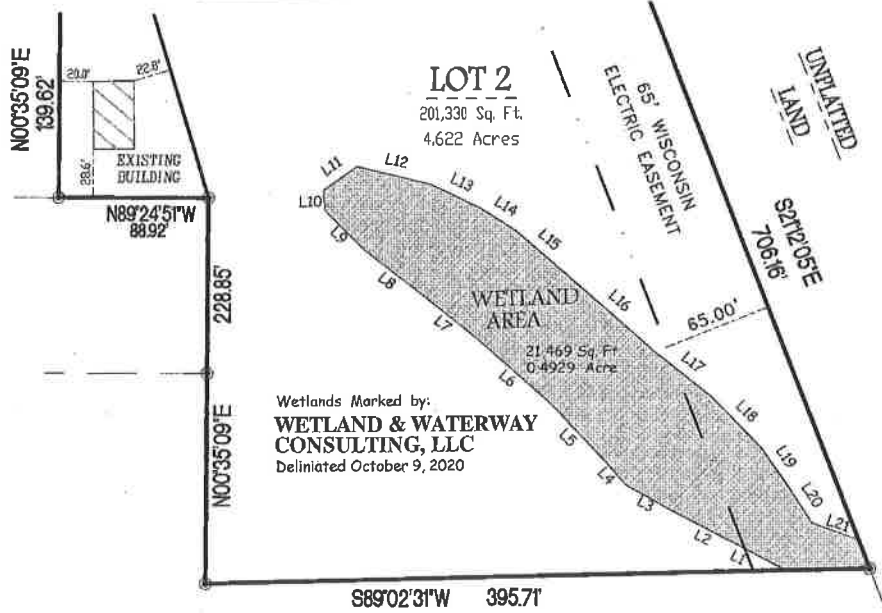 N00°35'09"E
139.62'
20.0'
22.8'
28.6'
EXISTING
BUILDING
N89°24'51"W
88.92'
228.85'
N00°35'09"E
LOT 2
201,330 Sq. Ft.
4.622 Acres
65' WISCONSIN
ELECTRIC EASEMENT
UNPLATTED
LAND
S21°12'05"E
706.16'
65.00'
L11
L12
L10
L13
L14
L9
L15
L8
L16
L7
L17
L6
L18
L5
L19
L4
L20
L3
L21
L2
L1
WETLAND
AREA
21,469 Sq. Ft
0.4929 Acre
Wetlands Marked by:
WETLAND & WATERWAY
CONSULTING, LLC
Deliniated October 9, 2020
S89°02'31"W 395.71'